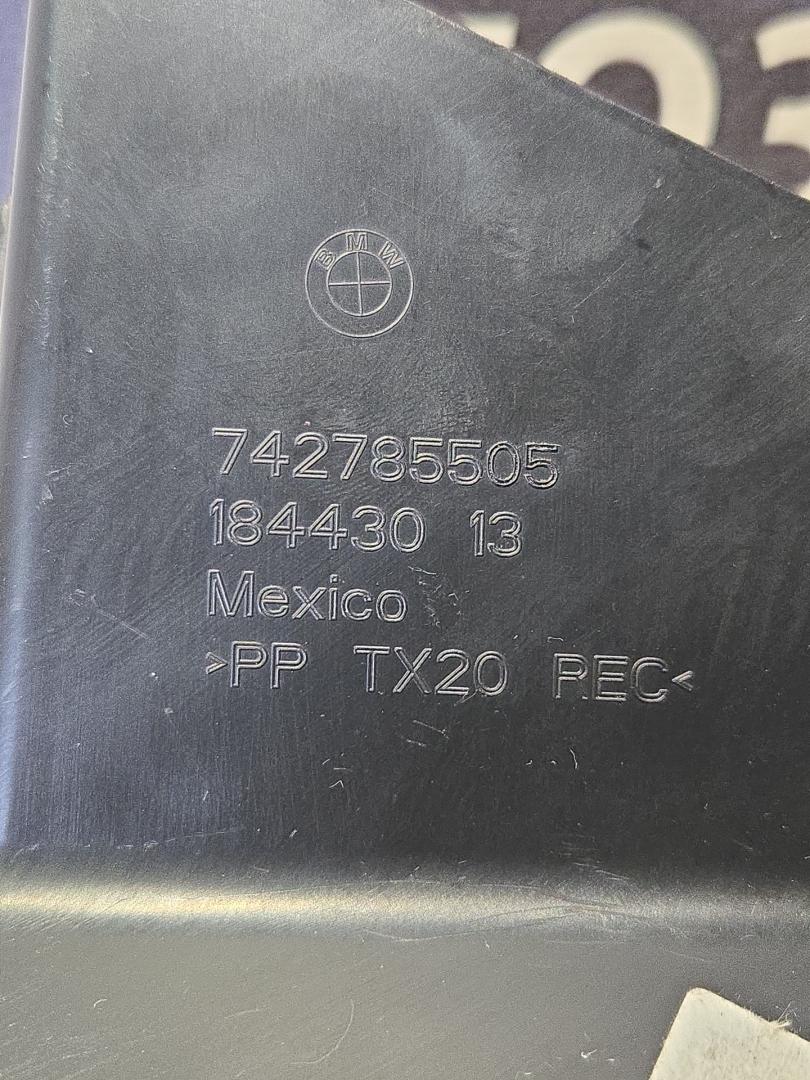 BMW
742785505
184430 13
Mexico
>PP TX20 REC<